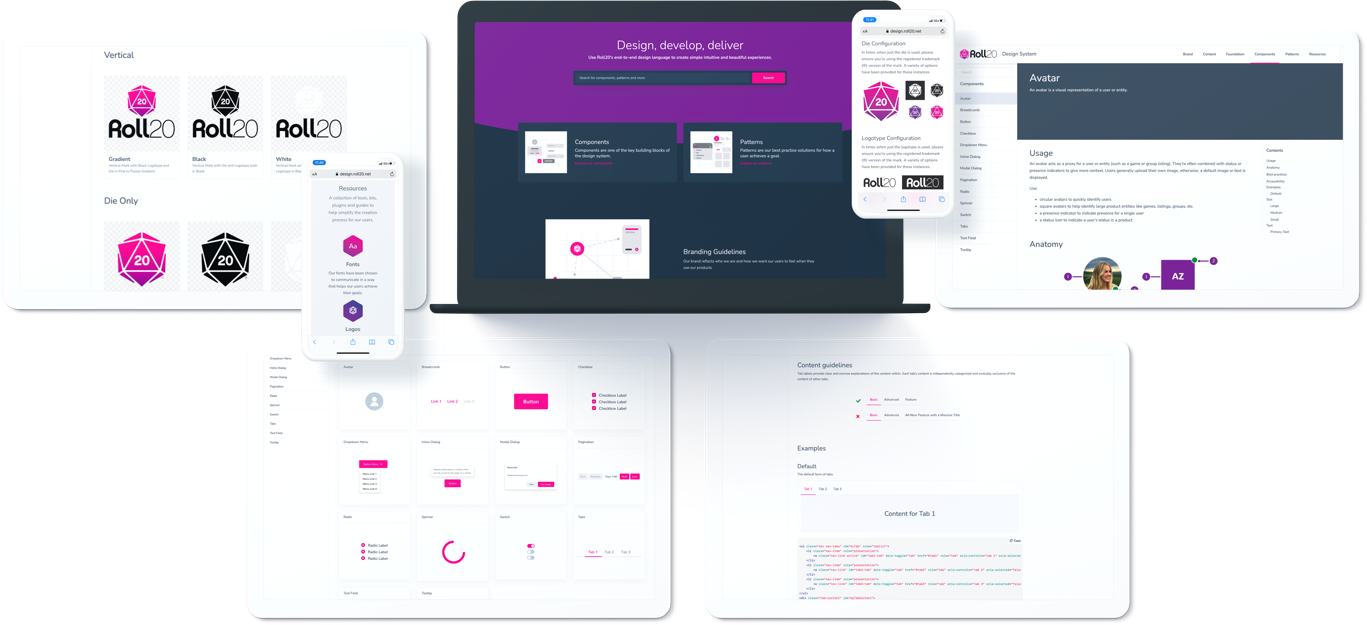 Vertical
20
Roll20
20
Roll20
Roll20
Gradient
Vertical Mark with Black Logotype and
Die in Pink to Purple Gradient
Black
Vertical Mark with Die and Logotype both
in Black
White
Vertical Mark
Logotype in
Die Only
20
20
AA
design.roll20.net
Resources
A collection of tools, kits,
plugins and guides to
help simplify the creation
process for our users.
Aa
Fonts
Our fonts have been chosen
to communicate in a way
that helps our users achieve
their goals.
Logos
Design, develop, deliver
Use Roll20's end-to-end design language to create simple intuitive and beautiful experiences.
Search for components, patterns and more.
Search
Components
Components are one of the key building blocks of
the design system.
Patterns
Patterns are our best practice solutions for how a
user achieves a goal.
Branding Guidelines
Our brand reflects who we are and how we want our users to feel when they
use our products
AA
design.roll20.net
Die Configuration
In times when just the die is used, please
ensure you're using the registered trademark
(R) version of the mark. A variety of options
have been provided for these instances.
20
Logotype Configuration
In times when just the logotype is used, please
ensure you're using the registered trademark
(R) version of the mark. A variety of options
have been provided for these instances.
Roll20
Roll20
Roll20
Design System
Brand
Content
Foundation
Components
Patterns
Resources
Search
Components
Avatar
Breadcrumb
Button
Checkbox
Dropdown Menu
Inline Dialog
Modal Dialog
Pagination
Radio
Spinner
Switch
Tabs
Text Field
Tooltip
Avatar
An avatar is a visual representation of a user or entity.
Usage
An avatar acts as a proxy for a user or entity (such as a game or group listing). They're often combined with status or
presence indicators to give more context. Users generally upload their own image, otherwise, a default image or text is
displayed.
Use:
circular avatars to quickly identify users
square avatars to help identify large product entities like games, listings, groups, etc.
a presence indicator to indicate presence for a single user
a status icon to indicate a user's status in a product
Anatomy
1
1
AZ
2
Contents
Usage
Anatomy
Best practices
Accessibility
Examples
Default
Size
Large
Medium
Small
Text
Primary Text
Dropdown Menu
Inline Dialog
Modal Dialog
Pagination
Radio
Spinner
Switch
Tabs
Text Field
Tooltip
Avatar
Breadcrumb
Link 1
Link 2
Link 3
Button
Button
Checkbox
Checkbox Label
Checkbox Label
Checkbox Label
Dropdown Menu
Menu Link 1
Menu Link 2
Menu Link 3
Menu Link 4
Inline Dialog
Modal Dialog
Pagination
Radio
Radio Label
Radio Label
Radio Label
Spinner
Switch
Tabs
Tab 1
Tab 2
Tab 3
Text Field
Tooltip
Content guidelines
Tab labels provide clear and concise explanations of the content within. Each tab's content is independently categorized and mutually exclusive of the
content of other tabs.
Basic
Advanced
Feature
Basic
Advanced
All-New Feature with a Massive Title
Examples
Default
The default form of tabs.
Tab 1
Tab 2
Tab 3
Content for Tab 1
Copy